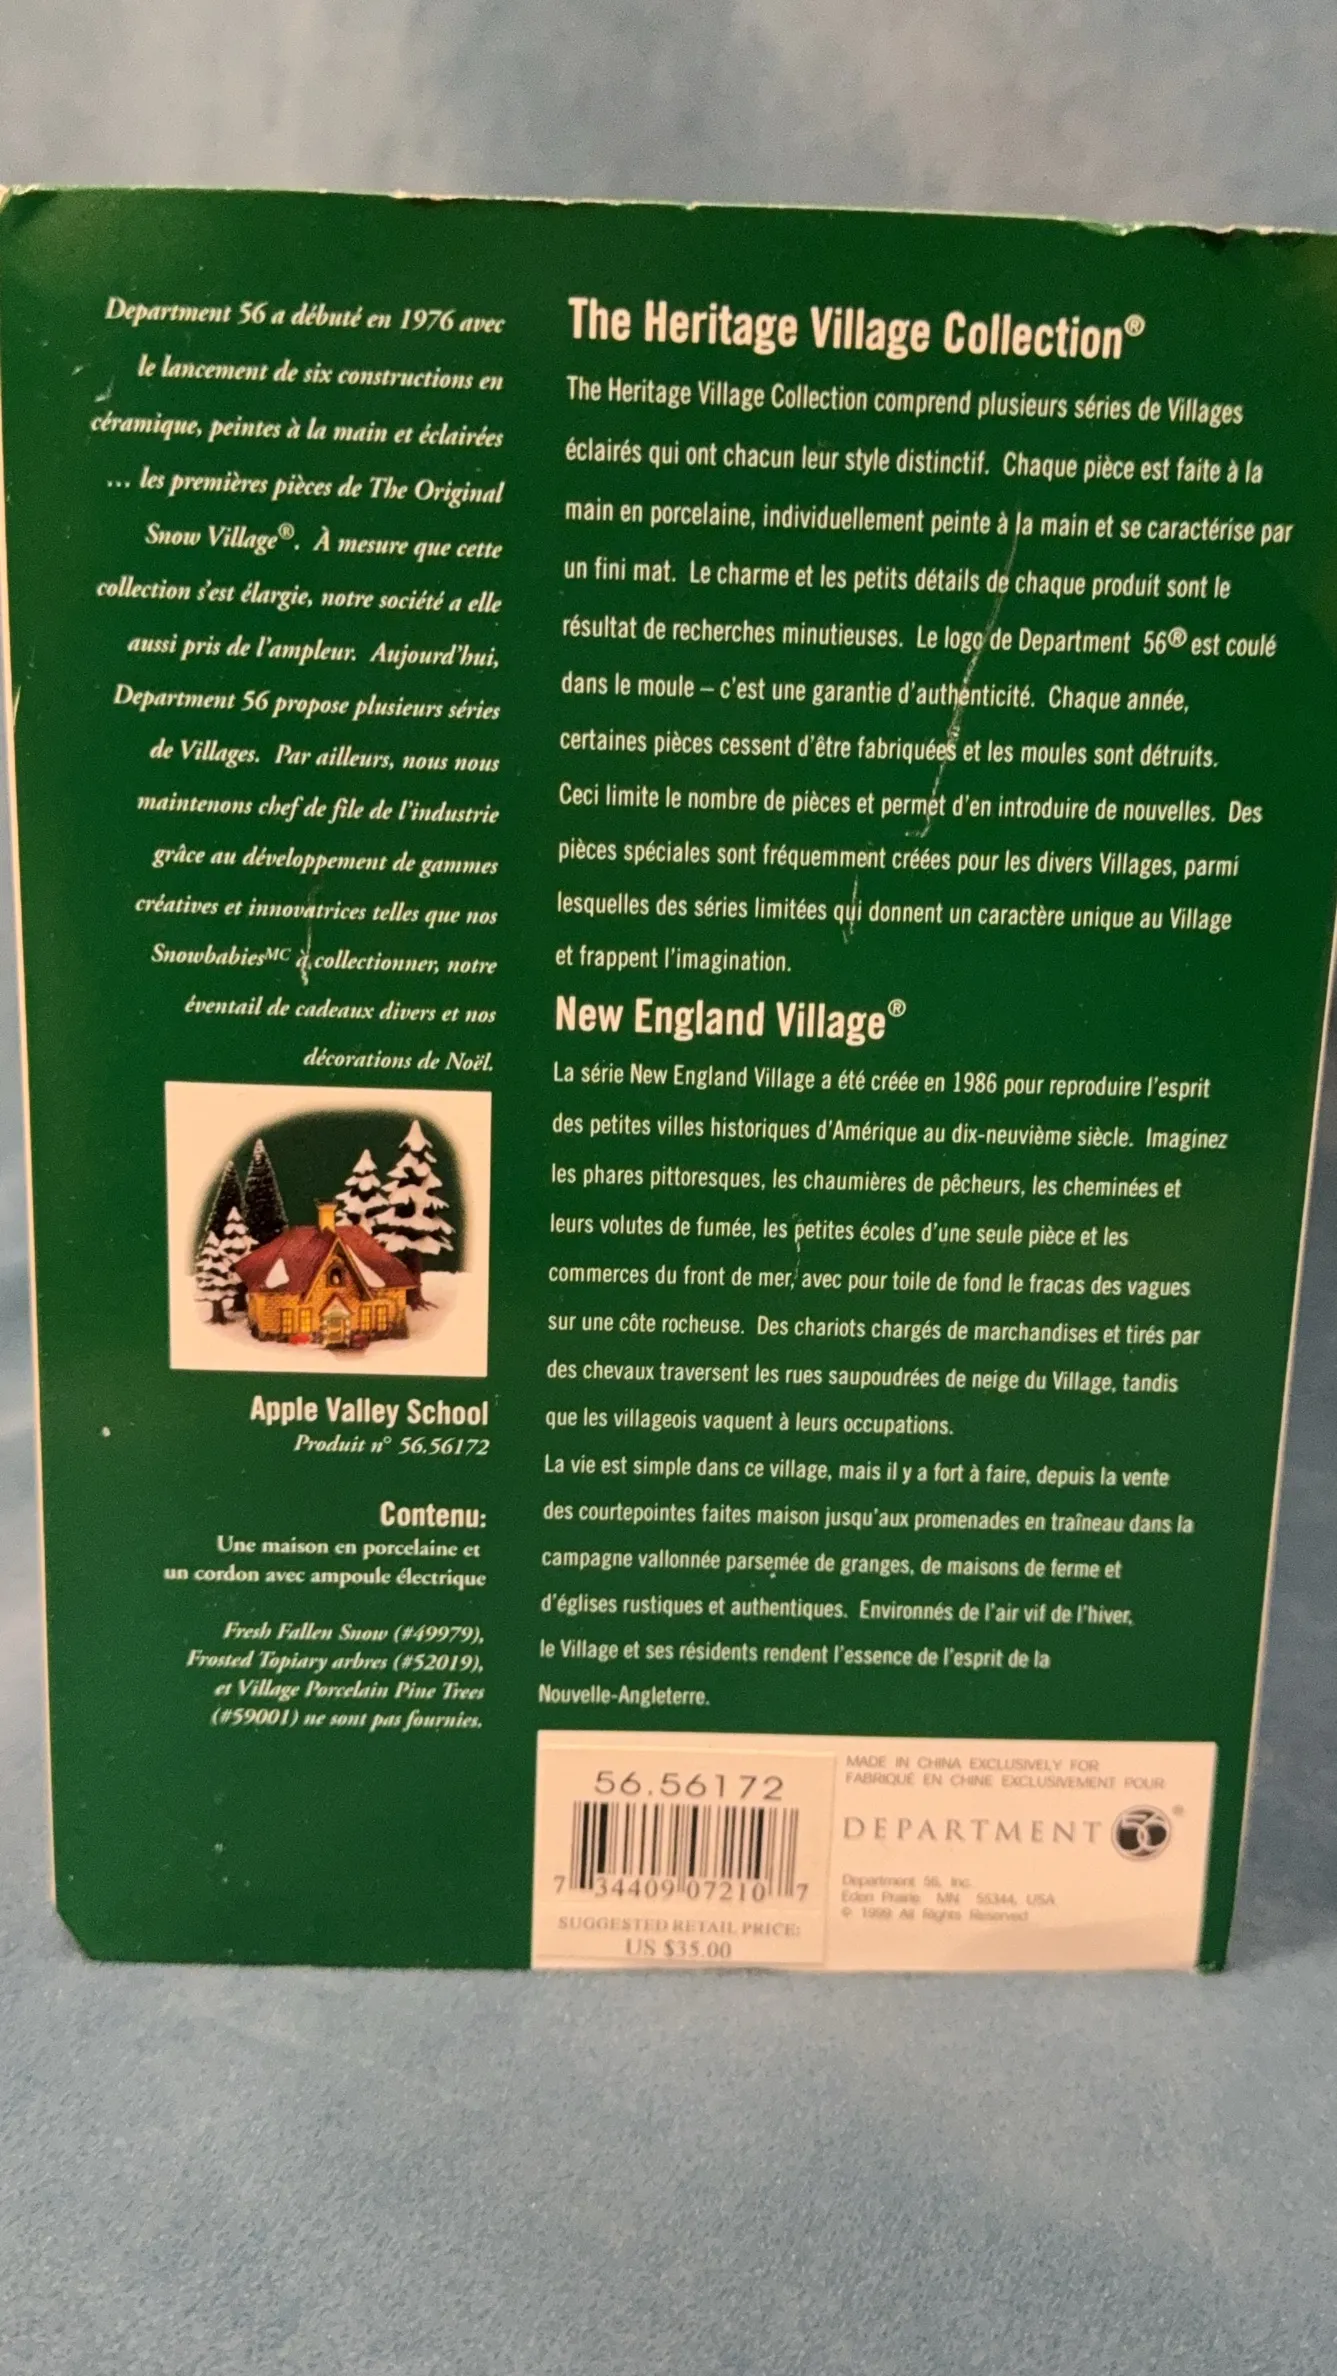 Department 56 a débuté en 1976 avec
le lancement de six constructions en
céramique, peintes à la main et éclairées
... les premières pièces de The Original
Snow Village®. À mesure que cette
collection s'est élargie, notre société a elle
aussi pris de l'ampleur. Aujourd'hui,
Department 56 propose plusieurs séries
de Villages. Par ailleurs, nous nous
maintenons chef de file de l'industrie
grâce au développement de gammes
créatives et innovatrices telles que nos
Snowbabies MC à collectionner, notre
éventail de cadeaux divers et nos
décorations de Noël.
Apple Valley School
Produit n° 56.56172
Contenu:
Une maison en porcelaine et
un cordon avec ampoule électrique
Fresh Fallen Snow (#49979),
Frosted Topiary arbres (#52019),
et Village Porcelain Pine Trees
(#59001) ne sont pas fournies.
The Heritage Village Collection®
The Heritage Village Collection comprend plusieurs séries de Villages
éclairés qui ont chacun leur style distinctif. Chaque pièce est faite à la
main en porcelaine, individuellement peinte à la main et se caractérise par
un fini mat. Le charme et les petits détails de chaque produit sont le
résultat de recherches minutieuses. Le logo de Department 56® est coulé
dans le moule – c'est une garantie d'authenticité. Chaque année,
certaines pièces cessent d'être fabriquées et les moules sont détruits.
Ceci limite le nombre de pièces et permet d'en introduire de nouvelles. Des
pièces spéciales sont fréquemment créées pour les divers Villages, parmi
lesquelles des séries limitées qui donnent un caractère unique au Village
et frappent l'imagination.
New England Village®
La série New England Village a été créée en 1986 pour reproduire l'esprit
des petites villes historiques d'Amérique au dix-neuvième siècle. Imaginez
les phares pittoresques, les chaumières de pêcheurs, les cheminées et
leurs volutes de fumée, les petites écoles d'une seule pièce et les
commerces du front de mer, avec pour toile de fond le fracas des vagues
sur une côte rocheuse. Des chariots chargés de marchandises et tirés par
des chevaux traversent les rues saupoudrées de neige du Village, tandis
que les villageois vaquent à leurs occupations.
La vie est simple dans ce village, mais il y a fort à faire, depuis la vente
des courtepointes faites maison jusqu'aux promenades en traîneau dans la
campagne vallonnée parsemée de granges, de maisons de ferme et
d'églises rustiques et authentiques. Environnés de l'air vif de l'hiver,
le Village et ses résidents rendent l'essence de l'esprit de la
Nouvelle-Angleterre.
56.56172
7 34409 07210 7
SUGGESTED RETAIL PRICE:
US $35.00
MADE IN CHINA EXCLUSIVELY FOR
FABRIQUÉ EN CHINE EXCLUSIVEMENT POUR
DEPARTMENT 56®
Department 56, Inc.
Eden Prairie MN 55344, USA
© 1999 All Rights Reserved